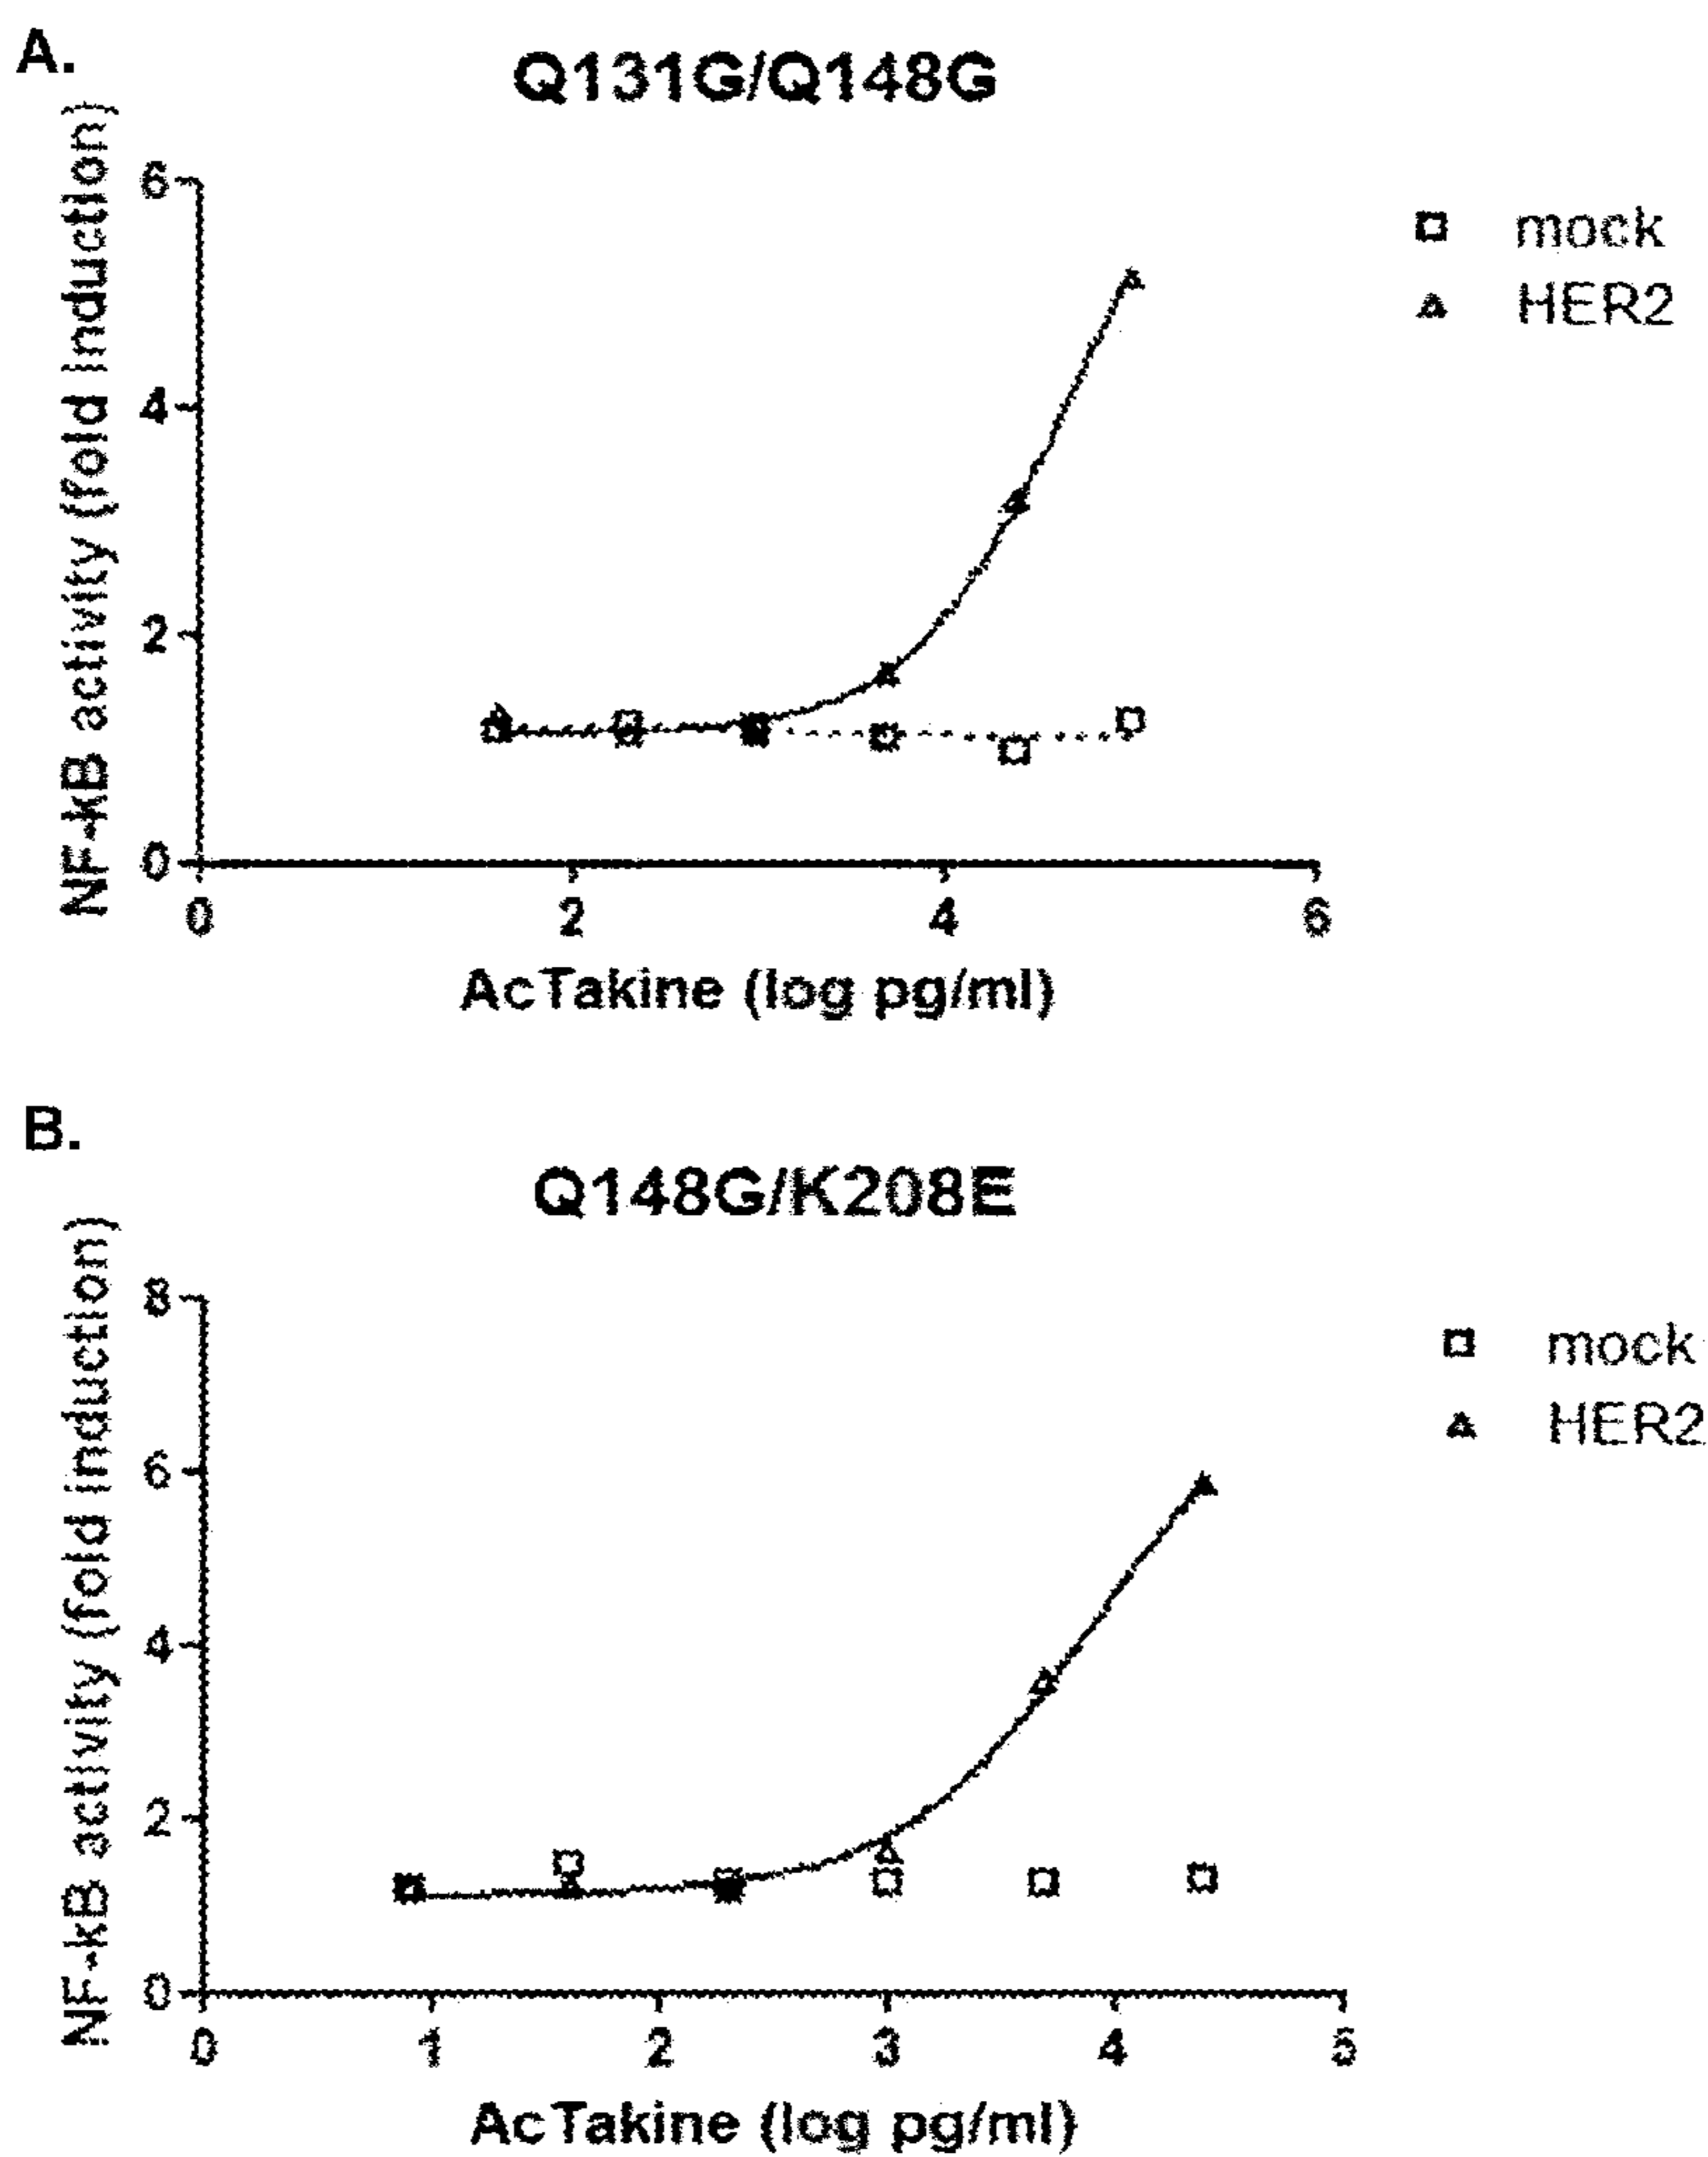 A.
Q131G/Q148G
NF-kB activity (fold induction)
6
4
2
0
0 2 4 6
AcTakine (log pg/ml)
mock
HER2
B.
Q148G/K208E
NF-kB activity (fold induction)
8
6
4
2
0
0 1 2 3 4 5
AcTakine (log pg/ml)
mock
HER2